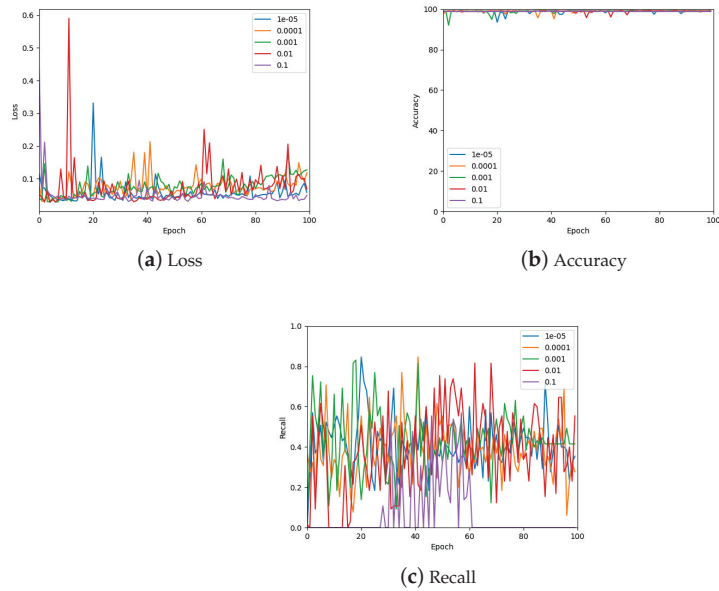 0.6
0.5
0.4
0.3
0.2
0.1
Loss
0 20 40 60 80 100
Epoch
1e-05
0.0001
0.001
0.01
0.1
(a) Loss
100
80
60
40
20
0
Accuracy
0 20 40 60 80 100
Epoch
1e-05
0.0001
0.001
0.01
0.1
(b) Accuracy
1.0
0.8
0.6
0.4
0.2
0.0
Recall
0 20 40 60 80 100
Epoch
1e-05
0.0001
0.001
0.01
0.1
(c) Recall